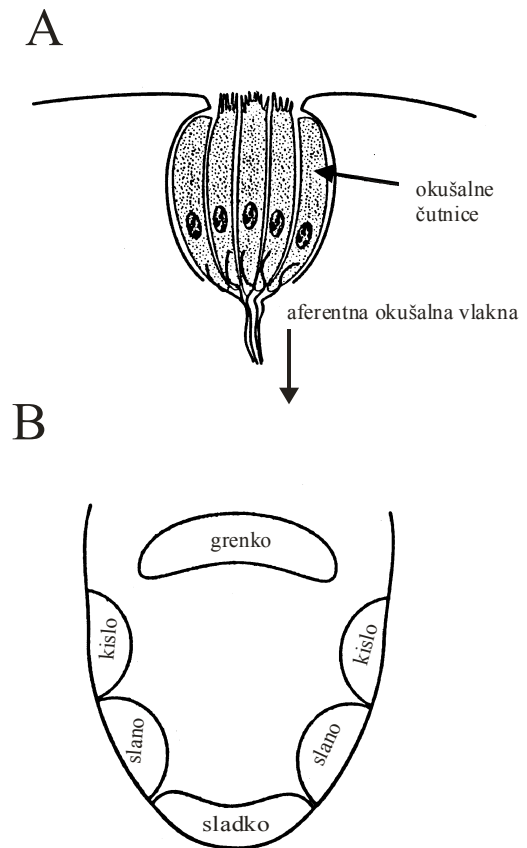 A
okušalne
čutnice
aferentna okušalna vlakna
B
grenko
kislo
kislo
slano
slano
sladko